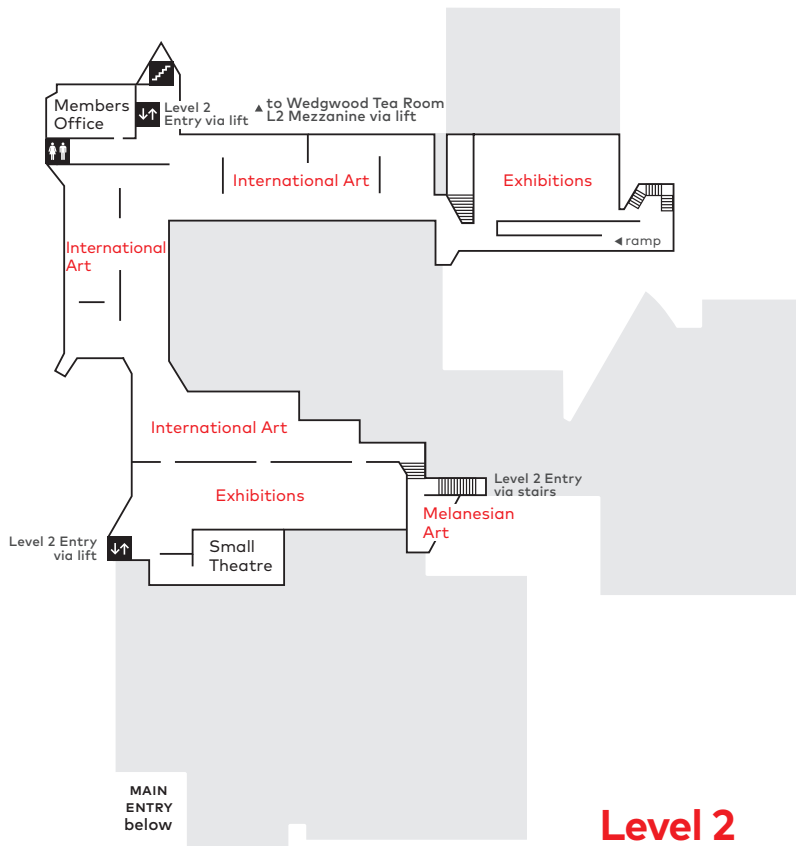 Members
Office
Level 2
Entry via lift
to Wedgwood Tea Room
L2 Mezzanine via lift
International Art
Exhibitions
ramp
International
Art
International Art
Exhibitions
Level 2 Entry
via stairs
Melanesian
Art
Level 2 Entry
via lift
Small
Theatre
MAIN
ENTRY
below
Level 2